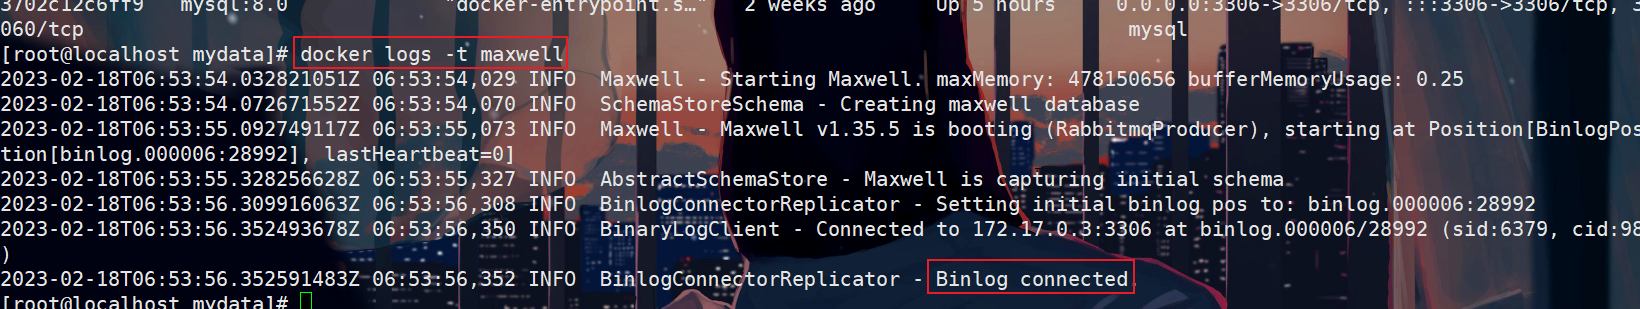 3702c12c6ff9   mysql:8.0             "docker-entrypoint.s…"   2 weeks ago     Up 5 hours     0.0.0.0:3306->3306/tcp, :::3306->3306/tcp, 3
060/tcp                                                                                       mysql
[root@localhost mydata]# docker logs -t maxwell
2023-02-18T06:53:54.032821051Z 06:53:54,029 INFO  Maxwell - Starting Maxwell. maxMemory: 478150656 bufferMemoryUsage: 0.25
2023-02-18T06:53:54.072671552Z 06:53:54,070 INFO  SchemaStoreSchema - Creating maxwell database
2023-02-18T06:53:55.092749117Z 06:53:55,073 INFO  Maxwell - Maxwell v1.35.5 is booting (RabbitmqProducer), starting at Position[BinlogPos
tion[binlog.000006:28992], lastHeartbeat=0]
2023-02-18T06:53:55.328256628Z 06:53:55,327 INFO  AbstractSchemaStore - Maxwell is capturing initial schema
2023-02-18T06:53:56.309916063Z 06:53:56,308 INFO  BinlogConnectorReplicator - Setting initial binlog pos to: binlog.000006:28992
2023-02-18T06:53:56.352493678Z 06:53:56,350 INFO  BinaryLogClient - Connected to 172.17.0.3:3306 at binlog.000006/28992 (sid:6379, cid:98
)
2023-02-18T06:53:56.352591483Z 06:53:56,352 INFO  BinlogConnectorReplicator - Binlog connected.
[root@localhost mydata]#